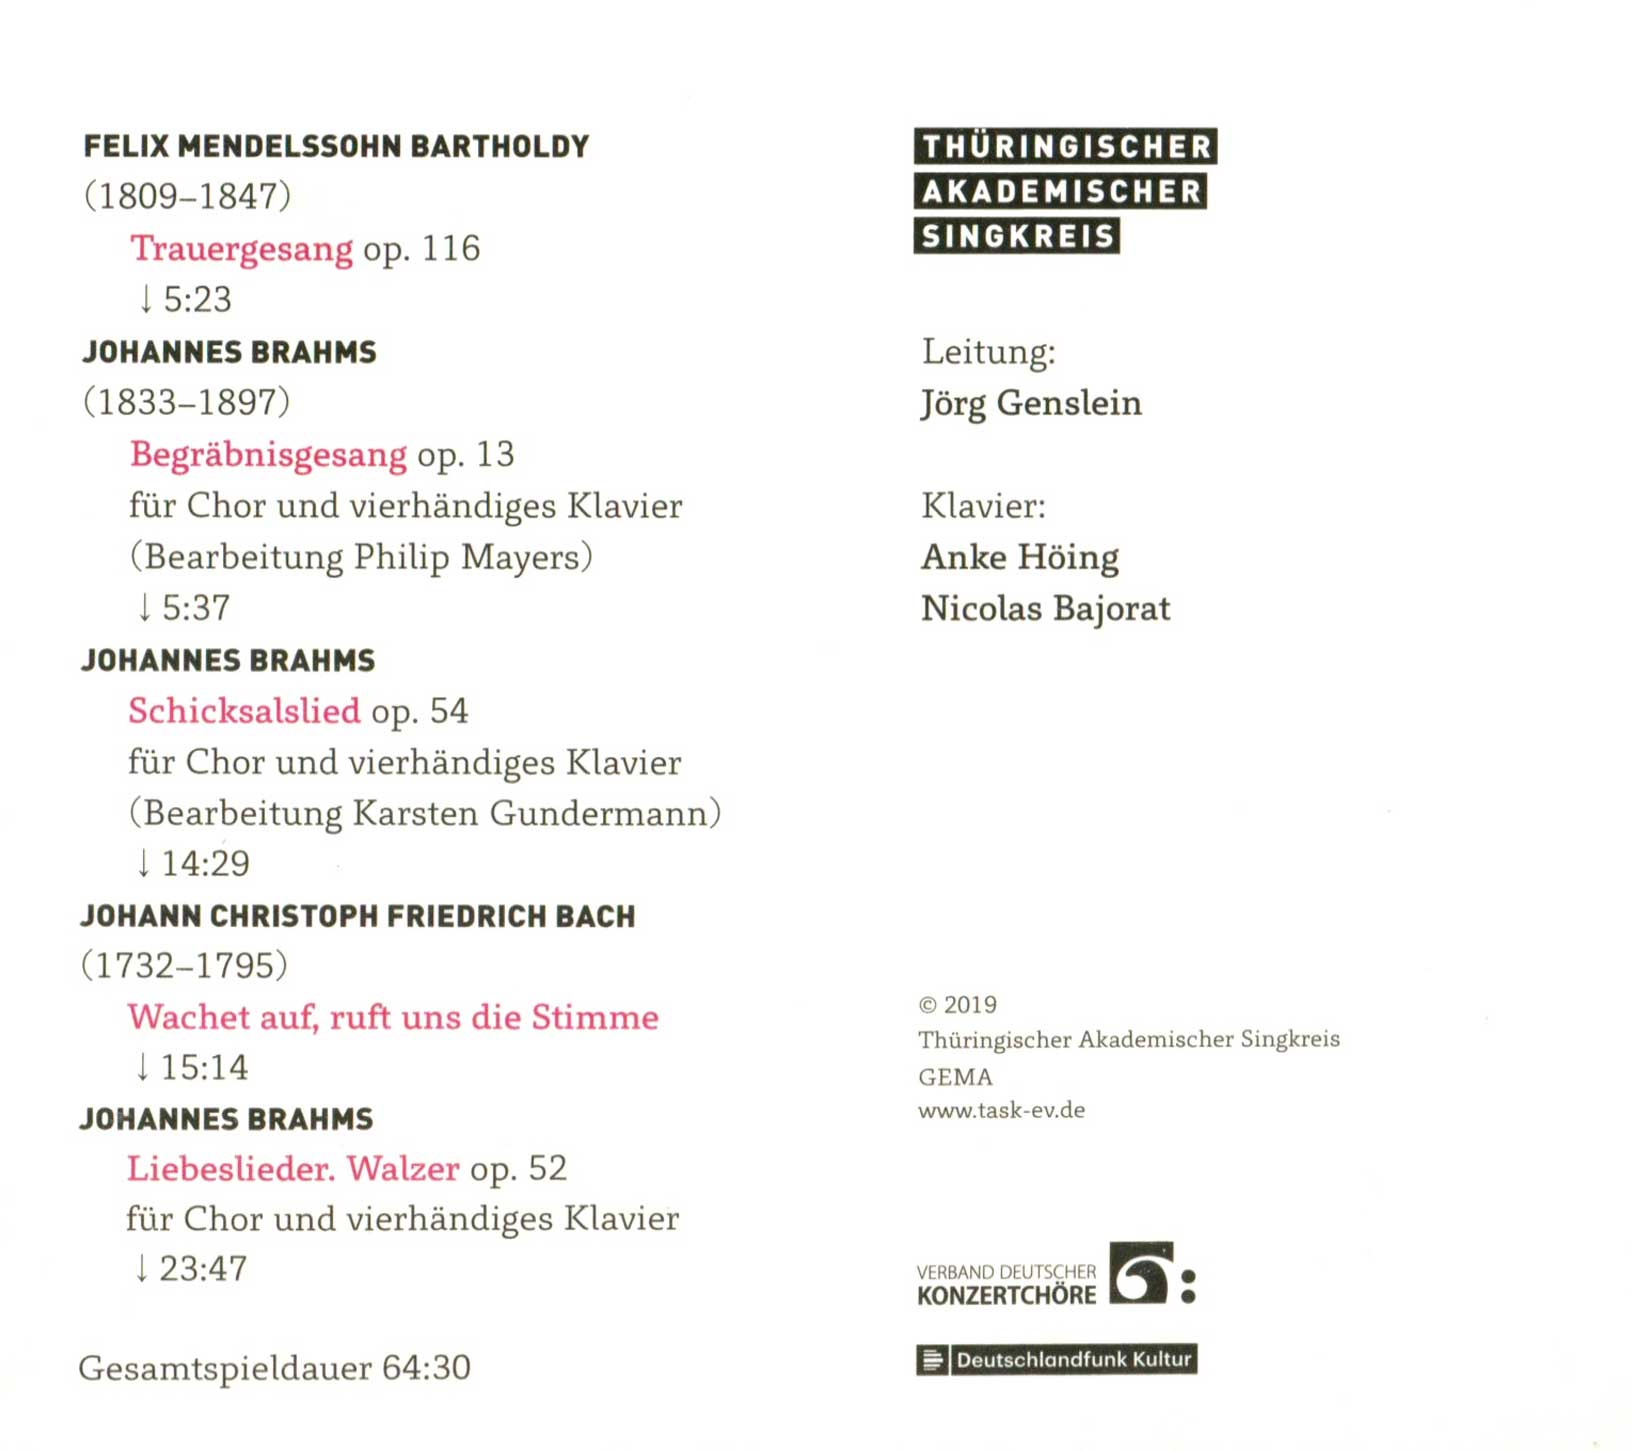 FELIX MENDELSSOHN BARTHOLDY
(1809–1847)
Trauergesang op. 116
↓ 5:23
JOHANNES BRAHMS
(1833–1897)
Begräbnisgesang op. 13
für Chor und vierhändiges Klavier
(Bearbeitung Philip Mayers)
↓ 5:37
JOHANNES BRAHMS
Schicksalslied op. 54
für Chor und vierhändiges Klavier
(Bearbeitung Karsten Gundermann)
↓ 14:29
JOHANN CHRISTOPH FRIEDRICH BACH
(1732–1795)
Wachet auf, ruft uns die Stimme
↓ 15:14
JOHANNES BRAHMS
Liebeslieder. Walzer op. 52
für Chor und vierhändiges Klavier
↓ 23:47
Gesamtspieldauer 64:30
THÜRINGISCHER
AKADEMISCHER
SINGKREIS
Leitung:
Jörg Genslein
Klavier:
Anke Höing
Nicolas Bajorat
© 2019
Thüringischer Akademischer Singkreis
GEMA
www.task-ev.de
VERBAND DEUTSCHER
KONZERTCHÖRE
Deutschlandfunk Kultur